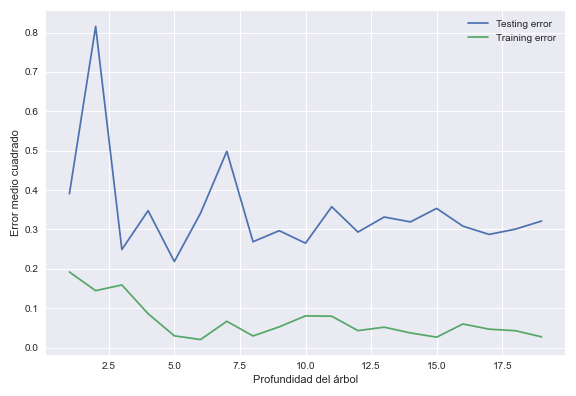 Testing error
Training error
Error medio cuadrado
0.8
0.7
0.6
0.5
0.4
0.3
0.2
0.1
0.0
2.5 5.0 7.5 10.0 12.5 15.0 17.5
Profundidad del árbol